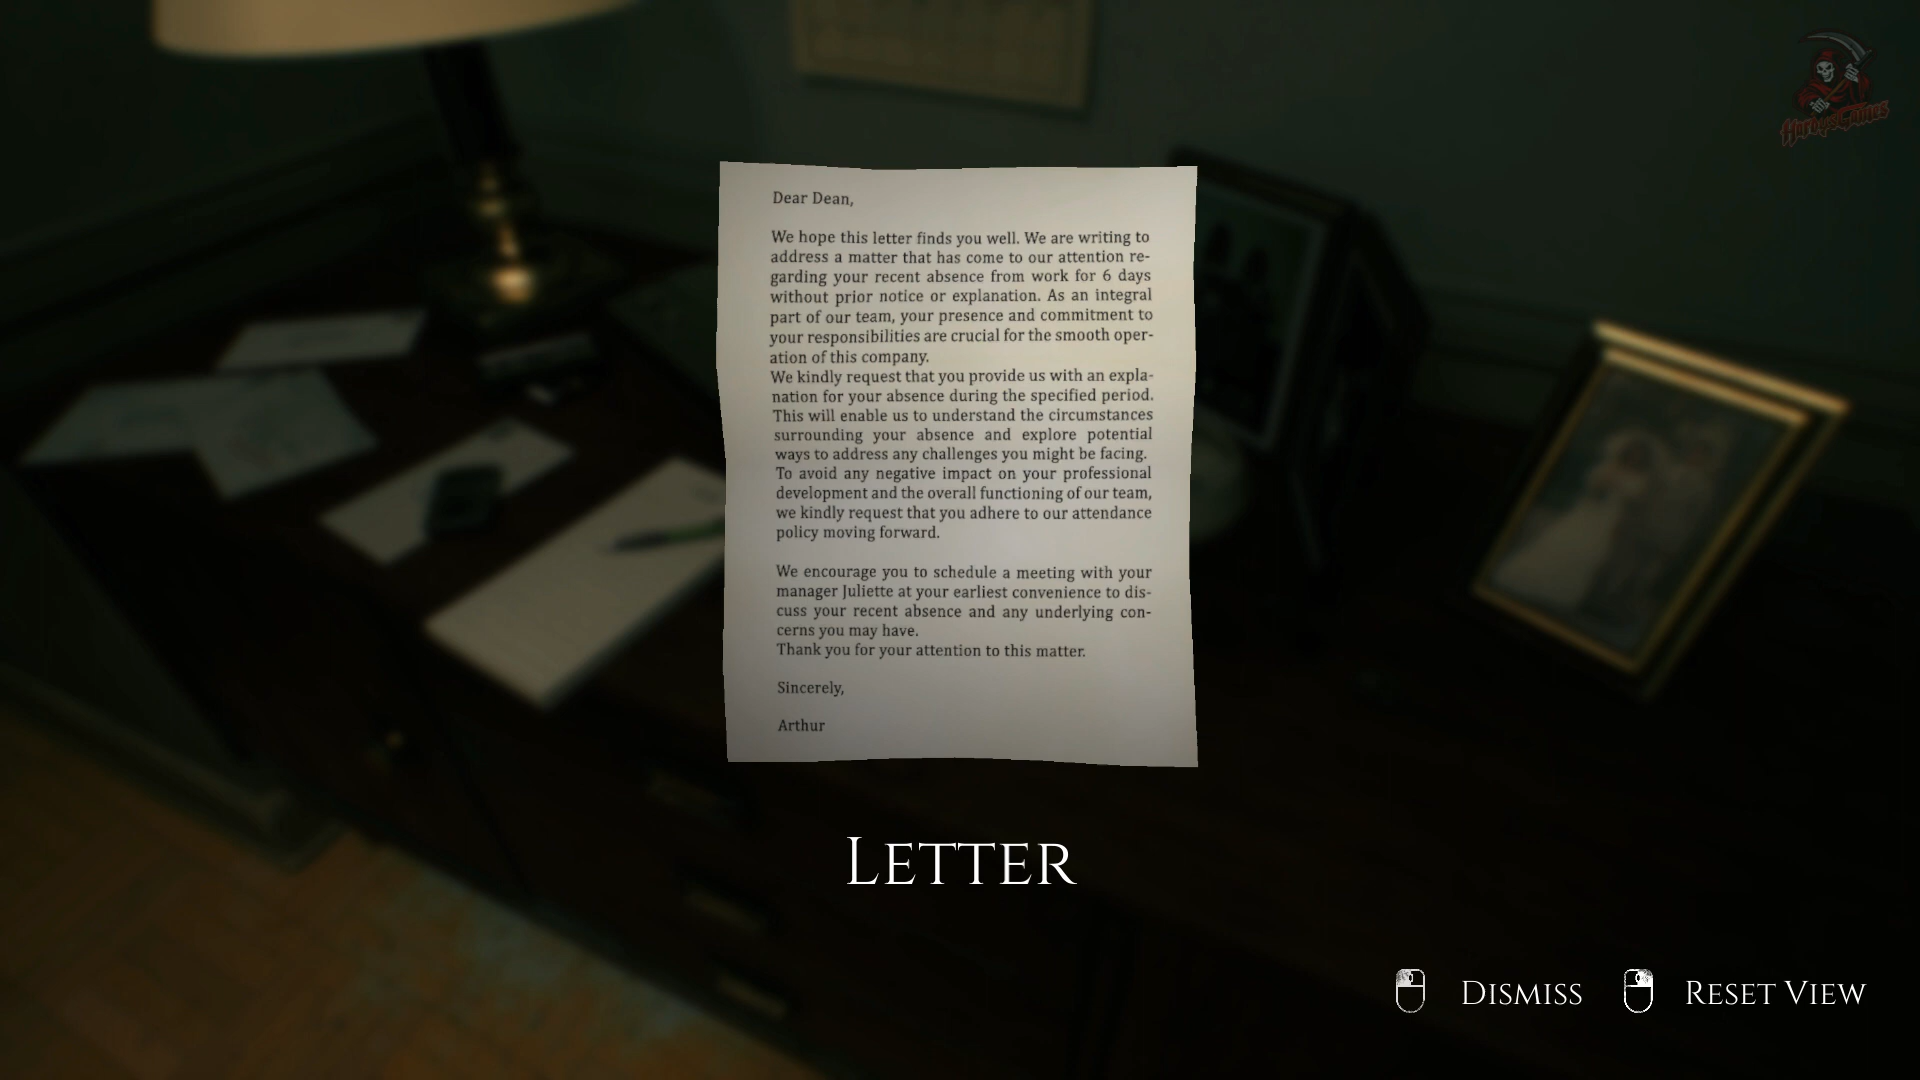 HarbysGames
Dear Dean,
We hope this letter finds you well. We are writing to
address a matter that has come to our attention re-
garding your recent absence from work for 6 days
without prior notice or explanation. As an integral
part of our team, your presence and commitment to
your responsibilities are crucial for the smooth oper-
ation of this company.
We kindly request that you provide us with an expla-
nation for your absence during the specified period.
This will enable us to understand the circumstances
surrounding your absence and explore potential
ways to address any challenges you might be facing.
To avoid any negative impact on your professional
development and the overall functioning of our team,
we kindly request that you adhere to our attendance
policy moving forward.
We encourage you to schedule a meeting with your
manager Juliette at your earliest convenience to dis-
cuss your recent absence and any underlying con-
cerns you may have.
Thank you for your attention to this matter.
Sincerely,
Arthur
LETTER
DISMISS
RESET VIEW